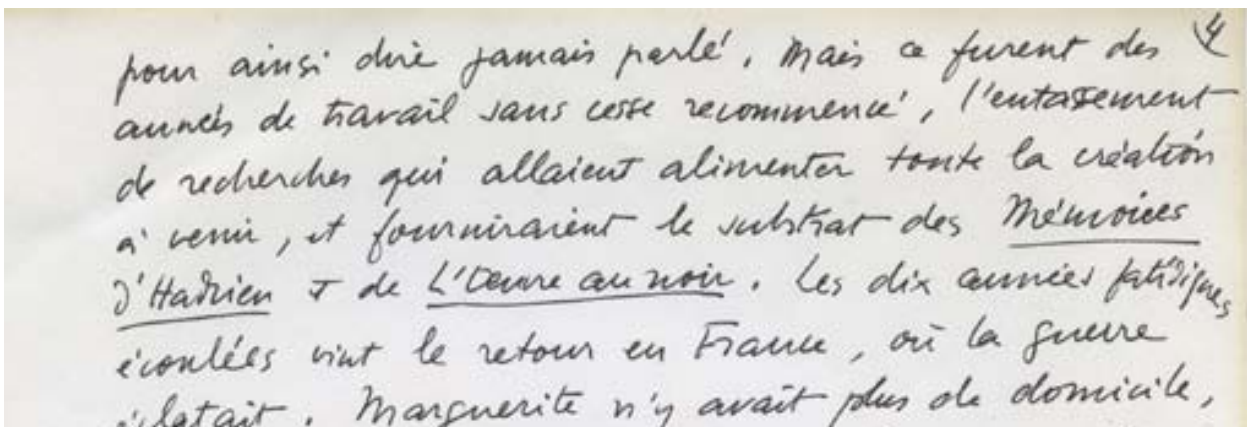 4
pour ainsi dire jamais parlé. Mais ce furent des
années de travail sans cesse recommencé, l'entassement
de recherches qui allaient alimenter toute la création
à venir, et fourniraient le substrat des Mémoires
d'Hadrien et de L'Oeuvre au noir. Les dix années fatidiques
écoulées vint le retour en France, où la guerre
éclatait. Marguerite n'y avait plus de domicile,